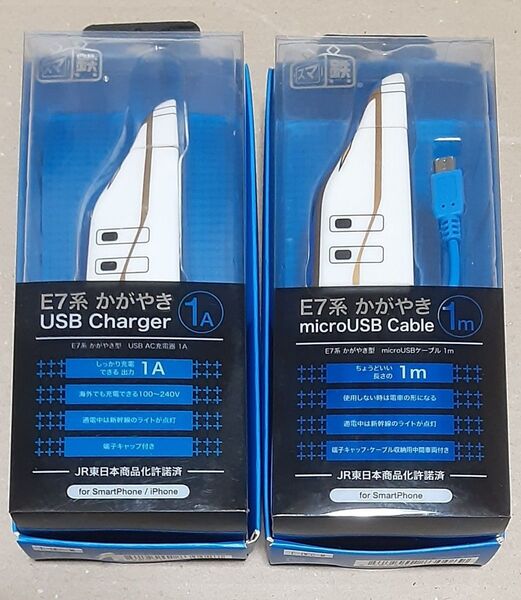 スマ鉄
E7系 かがやき
USB Charger
1A
E7系 かがやき型 USB AC充電器 1A
しっかり充電
できる 出力 1A
海外でも充電できる100〜240V
通電中は新幹線のライトが点灯
端子キャップ付き
JR東日本商品化許諾済
for SmartPhone / iPhone
スマ鉄
E7系 かがやき
microUSB Cable
1m
E7系 かがやき型 microUSBケーブル 1m
ちょうどいい
長さの 1m
使用しない時は電車の形になる
通電中は新幹線のライトが点灯
端子キャップ・ケーブル収納用中間車両付き
JR東日本商品化許諾済
for SmartPhone